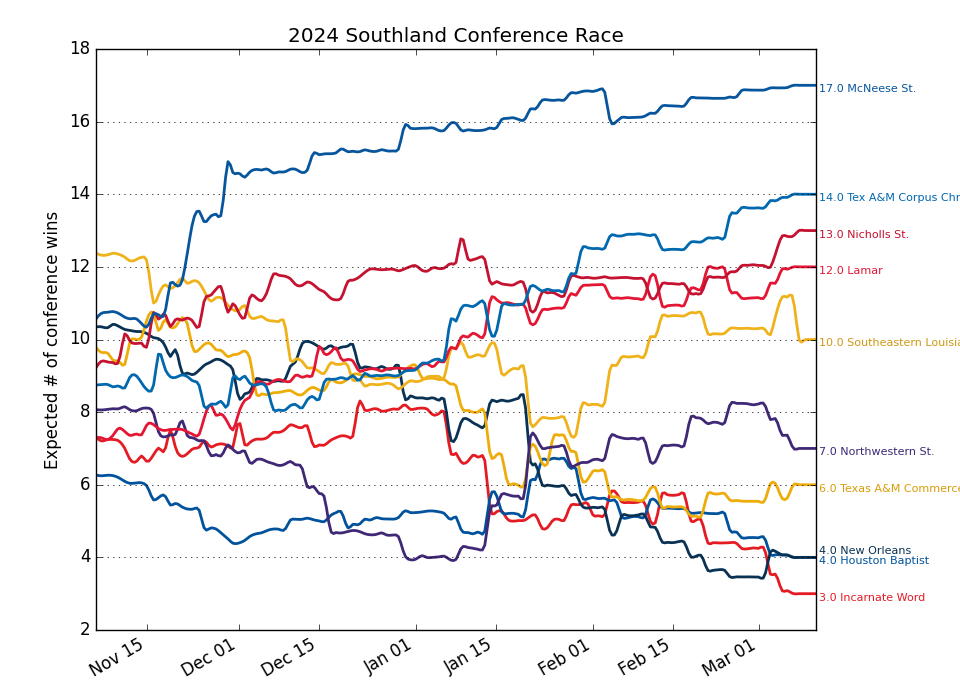 2024 Southland Conference Race
Expected # of conference wins
18
16
14
12
10
8
6
4
2
17.0 McNeese St.
14.0 Tex A&M Corpus Chr
13.0 Nicholls St.
12.0 Lamar
10.0 Southeastern Louisia
7.0 Northwestern St.
6.0 Texas A&M Commerce
4.0 New Orleans
4.0 Houston Baptist
3.0 Incarnate Word
Nov 15
Dec 01
Dec 15
Jan 01
Jan 15
Feb 01
Feb 15
Mar 01